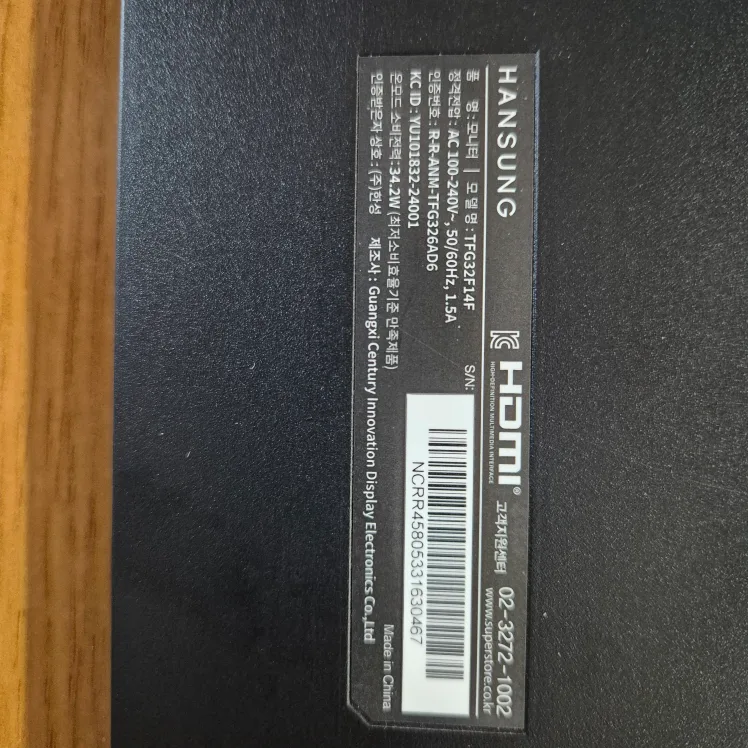 HANSUNG
HDMI®
HIGH-DEFINITION MULTIMEDIA INTERFACE
고객지원센터 02-3272-1002
www.superstore.co.kr
품 명 : 모니터 | 모델명 : TFG32F14F
정격전압 : AC 100-240V~, 50/60Hz, 1.5A
인증번호 : R-R-ANM-TFG326AD6
KC ID : YU101832-24001
온모드 소비전력 : 34.2W (최저소비효율기준 만족제품)
인증받은자 상호 : (주)한성 제조사 : Guangxi Century Innovation Display Electronics Co.,Ltd
S/N:
NCRR45805331630467
Made in China